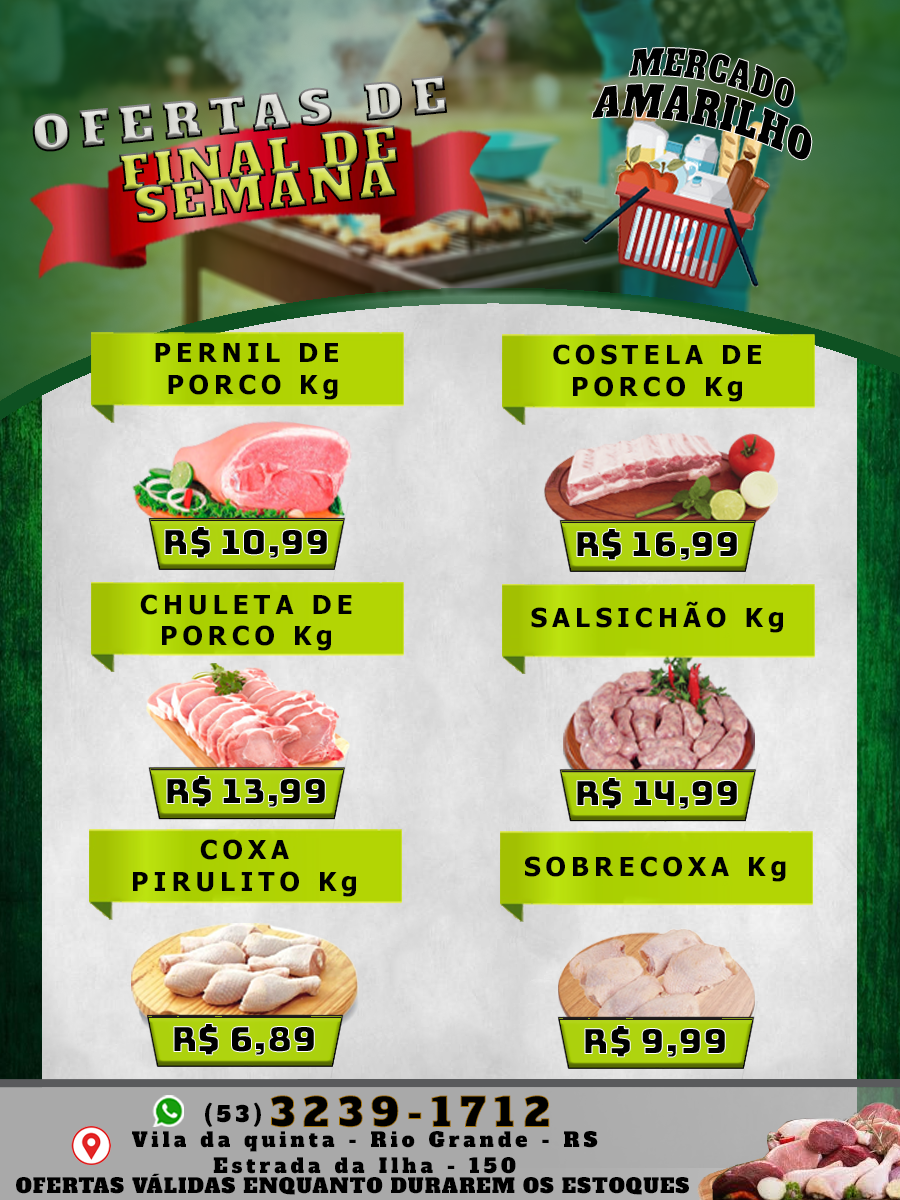 OFERTAS DE
FINAL DE
SEMANA
MERCADO
AMARILHO
PERNIL DE
PORCO Kg
R$ 10,99
COSTELA DE
PORCO Kg
R$ 16,99
CHULETA DE
PORCO Kg
R$ 13,99
SALSICHÃO Kg
R$ 14,99
COXA
PIRULITO Kg
R$ 6,89
SOBRECOXA Kg
R$ 9,99
(53) 3239-1712
Vila da quinta - Rio Grande - RS
Estrada da Ilha - 150
OFERTAS VÁLIDAS ENQUANTO DURAREM OS ESTOQUES